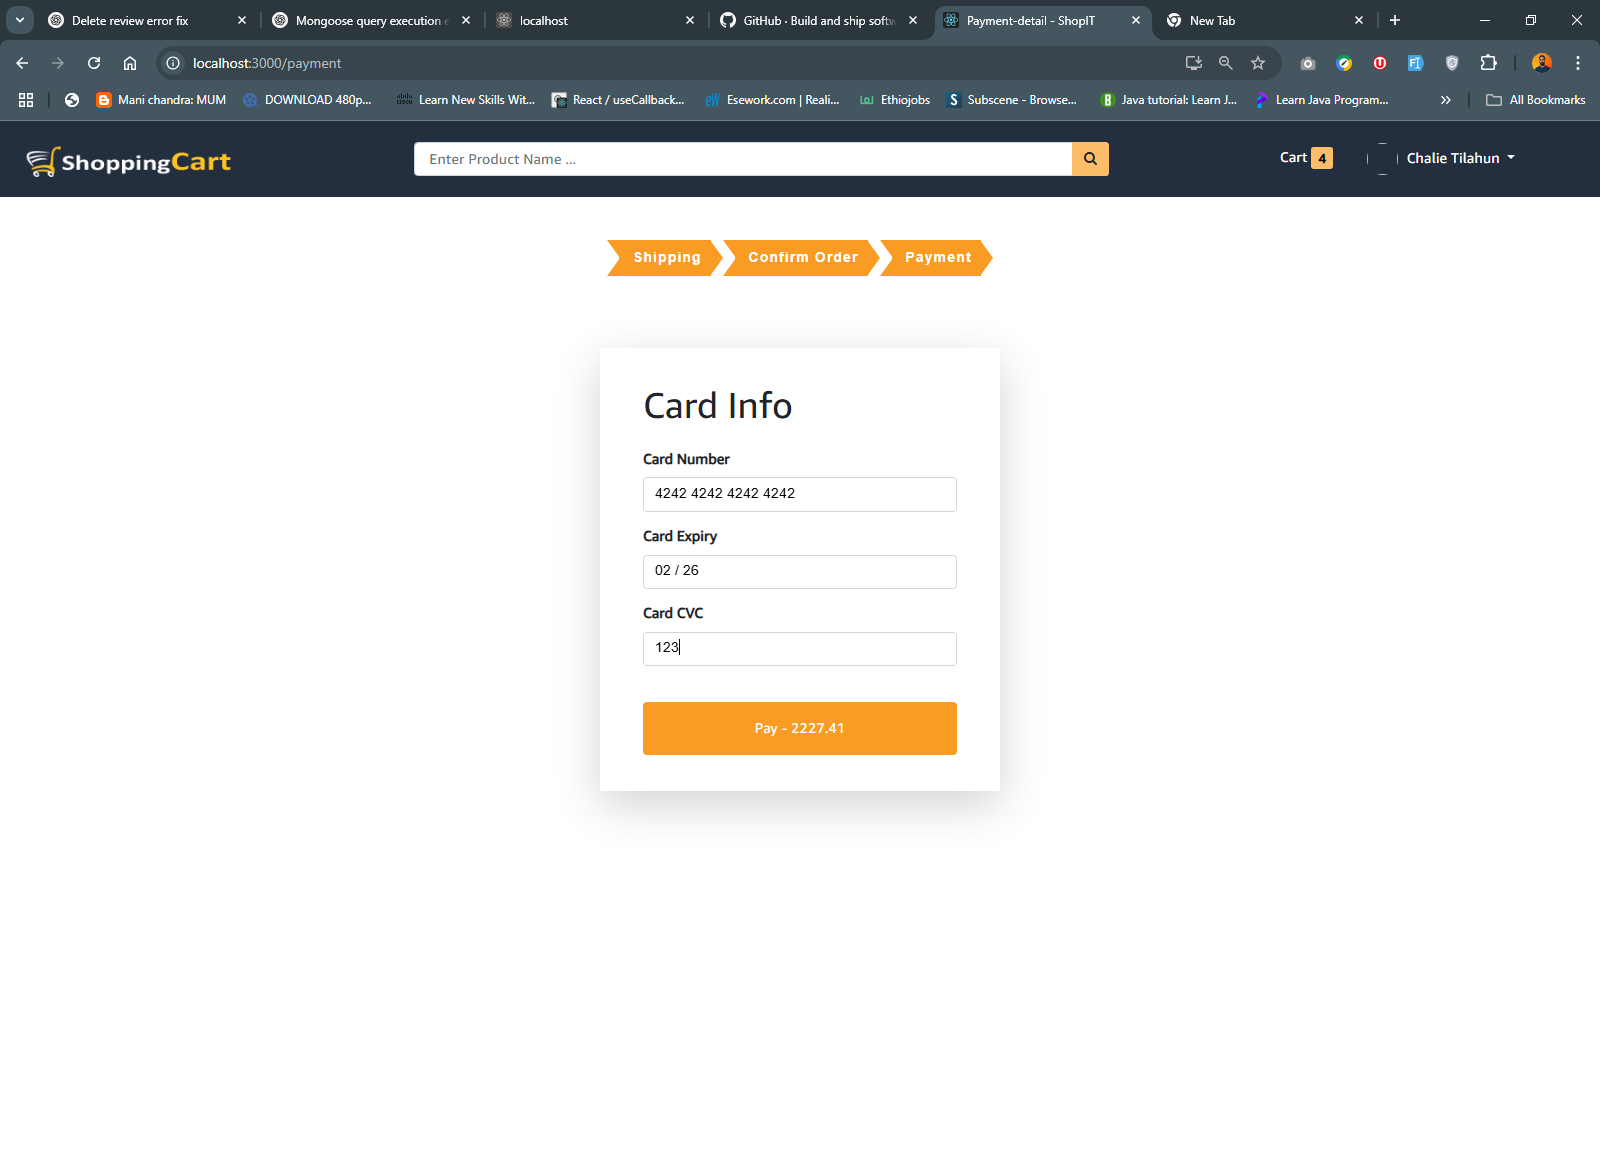 Delete review error fix
Mongoose query execution e
localhost
GitHub · Build and ship softw
Payment-detail - ShopIT
New Tab
localhost:3000/payment
Mani chandra: MUM
DOWNLOAD 480p...
Learn New Skills Wit...
React / useCallback...
Esework.com | Reali...
Ethiojobs
Subscene - Browse...
Java tutorial: Learn J...
Learn Java Program...
All Bookmarks
ShoppingCart
Enter Product Name ...
Cart 4
Chalie Tilahun
Shipping
Confirm Order
Payment
Card Info
Card Number
4242 4242 4242 4242
Card Expiry
02 / 26
Card CVC
123
Pay - 2227.41